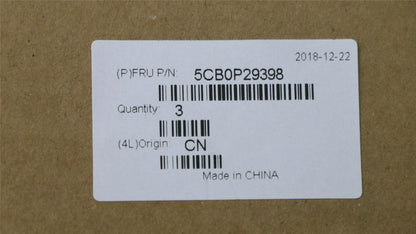 2018-12-22
(P)FRU P/N: 5CB0P29398
Quantity: 3
(4L)Origin: CN
Made in CHINA